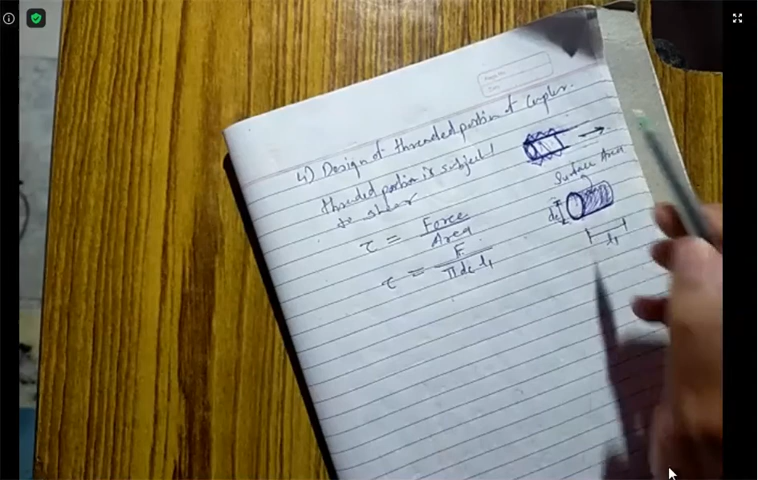 4) Design of threaded portion of Coupler.
threaded portion is subject
to shear
τ = Force / Area
τ = F / π dc l1
Surface Area
dc
l1